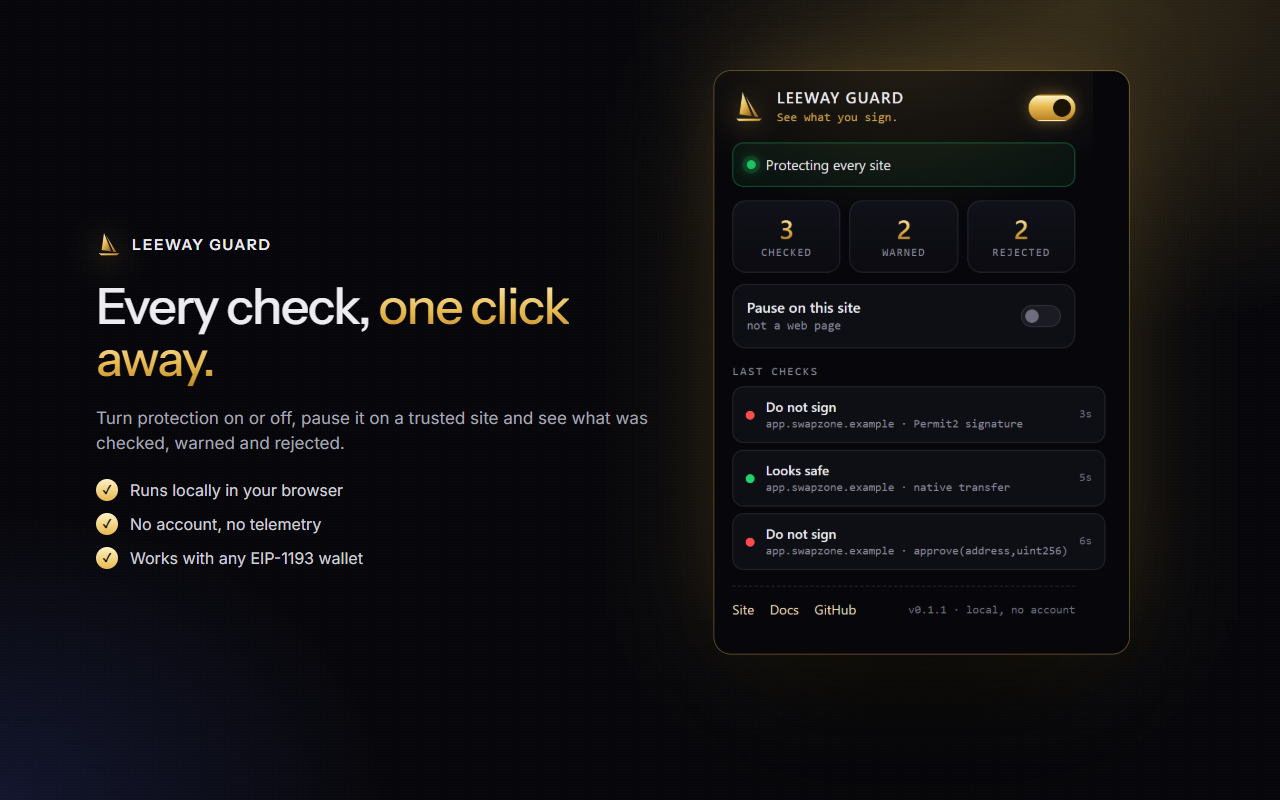 LEEWAY GUARD
Every check, one click
away.
Turn protection on or off, pause it on a trusted site and see what was
checked, warned and rejected.
Runs locally in your browser
No account, no telemetry
Works with any EIP-1193 wallet
LEEWAY GUARD
See what you sign.
Protecting every site
3 2 2
CHECKED WARNED REJECTED
Pause on this site
not a web page
LAST CHECKS
Do not sign
app.swapzone.example · Permit2 signature 3s
Looks safe
app.swapzone.example · native transfer 5s
Do not sign
app.swapzone.example · approve(address,uint256) 6s
Site Docs GitHub v0.1.1 · local, no account